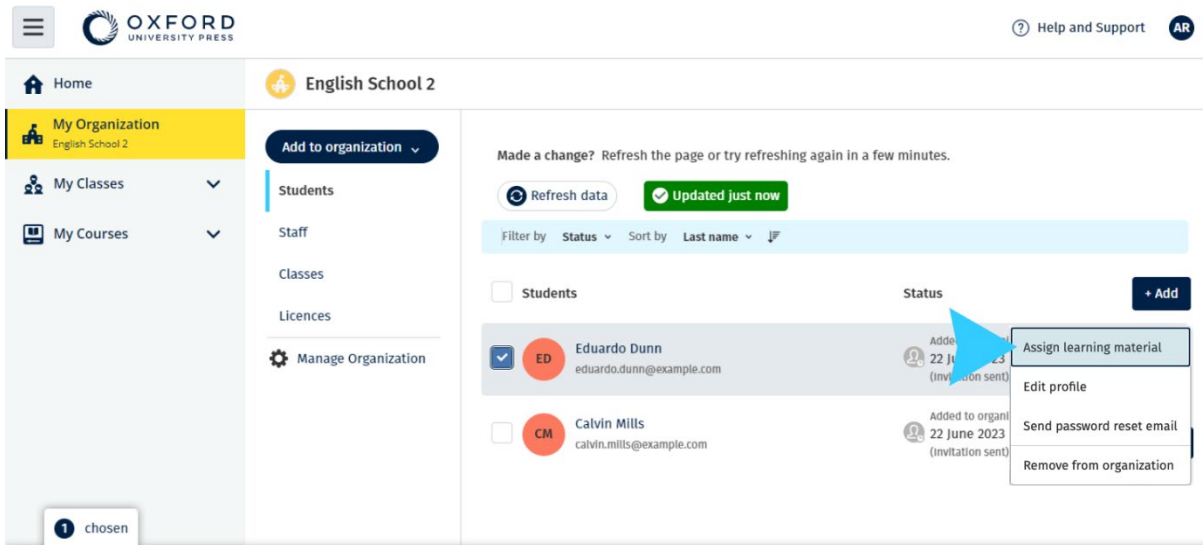 OXFORD
UNIVERSITY PRESS
Help and Support
AR
Home
My Organization
English School 2
My Classes
My Courses
English School 2
Add to organization
Students
Staff
Classes
Licences
Manage Organization
Made a change? Refresh the page or try refreshing again in a few minutes.
Refresh data
Updated just now
Filter by Status Sort by Last name
Students Status + Add
ED
Eduardo Dunn
eduardo.dunn@example.com
22
(invitation sent)
CM
Calvin Mills
calvin.mills@example.com
Added to organi
22 June 2023
(invitation sent)
Assign learning material
Edit profile
Send password reset email
Remove from organization
1 chosen